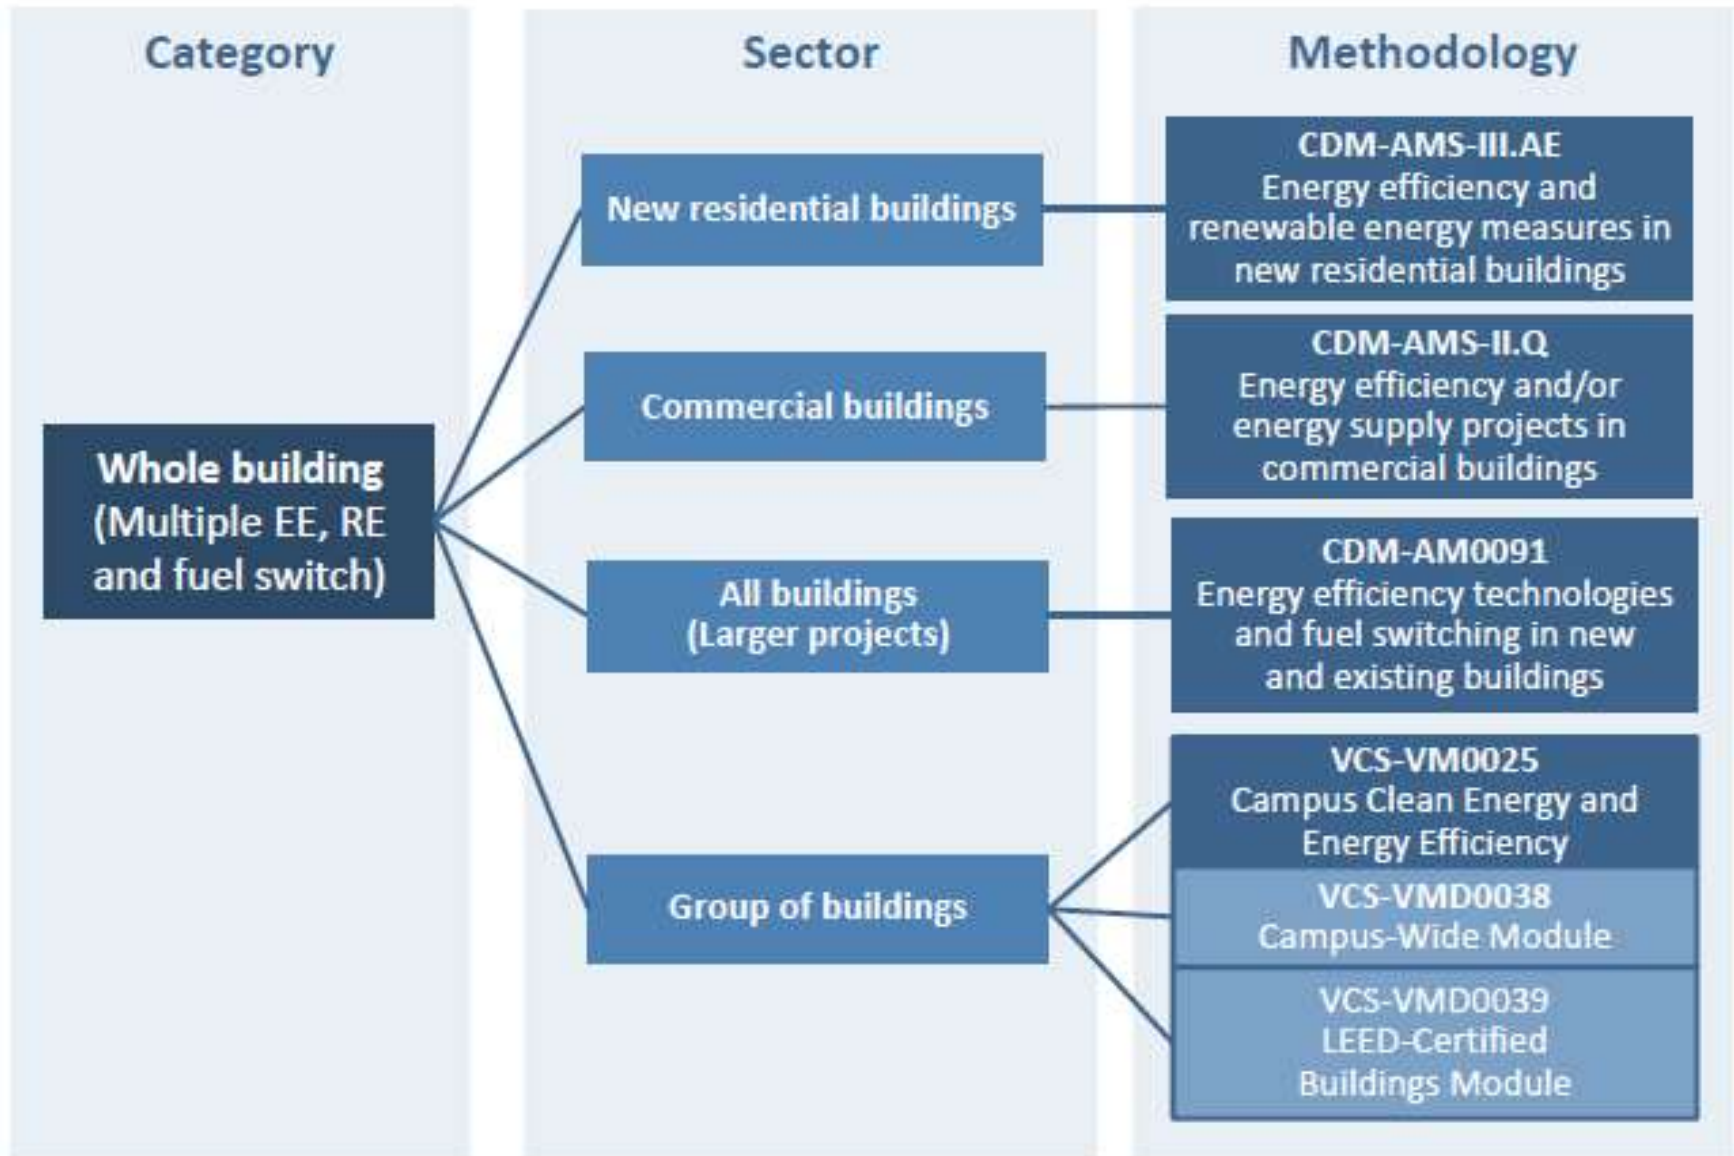 Category
Sector
Methodology
Whole building
(Multiple EE, RE
and fuel switch)
New residential buildings
CDM-AMS-III.AE
Energy efficiency and
renewable energy measures in
new residential buildings
Commercial buildings
CDM-AMS-II.Q
Energy efficiency and/or
energy supply projects in
commercial buildings
All buildings
(Larger projects)
CDM-AM0091
Energy efficiency technologies
and fuel switching in new
and existing buildings
Group of buildings
VCS-VM0025
Campus Clean Energy and
Energy Efficiency
VCS-VMD0038
Campus-Wide Module
VCS-VMD0039
LEED-Certified
Buildings Module